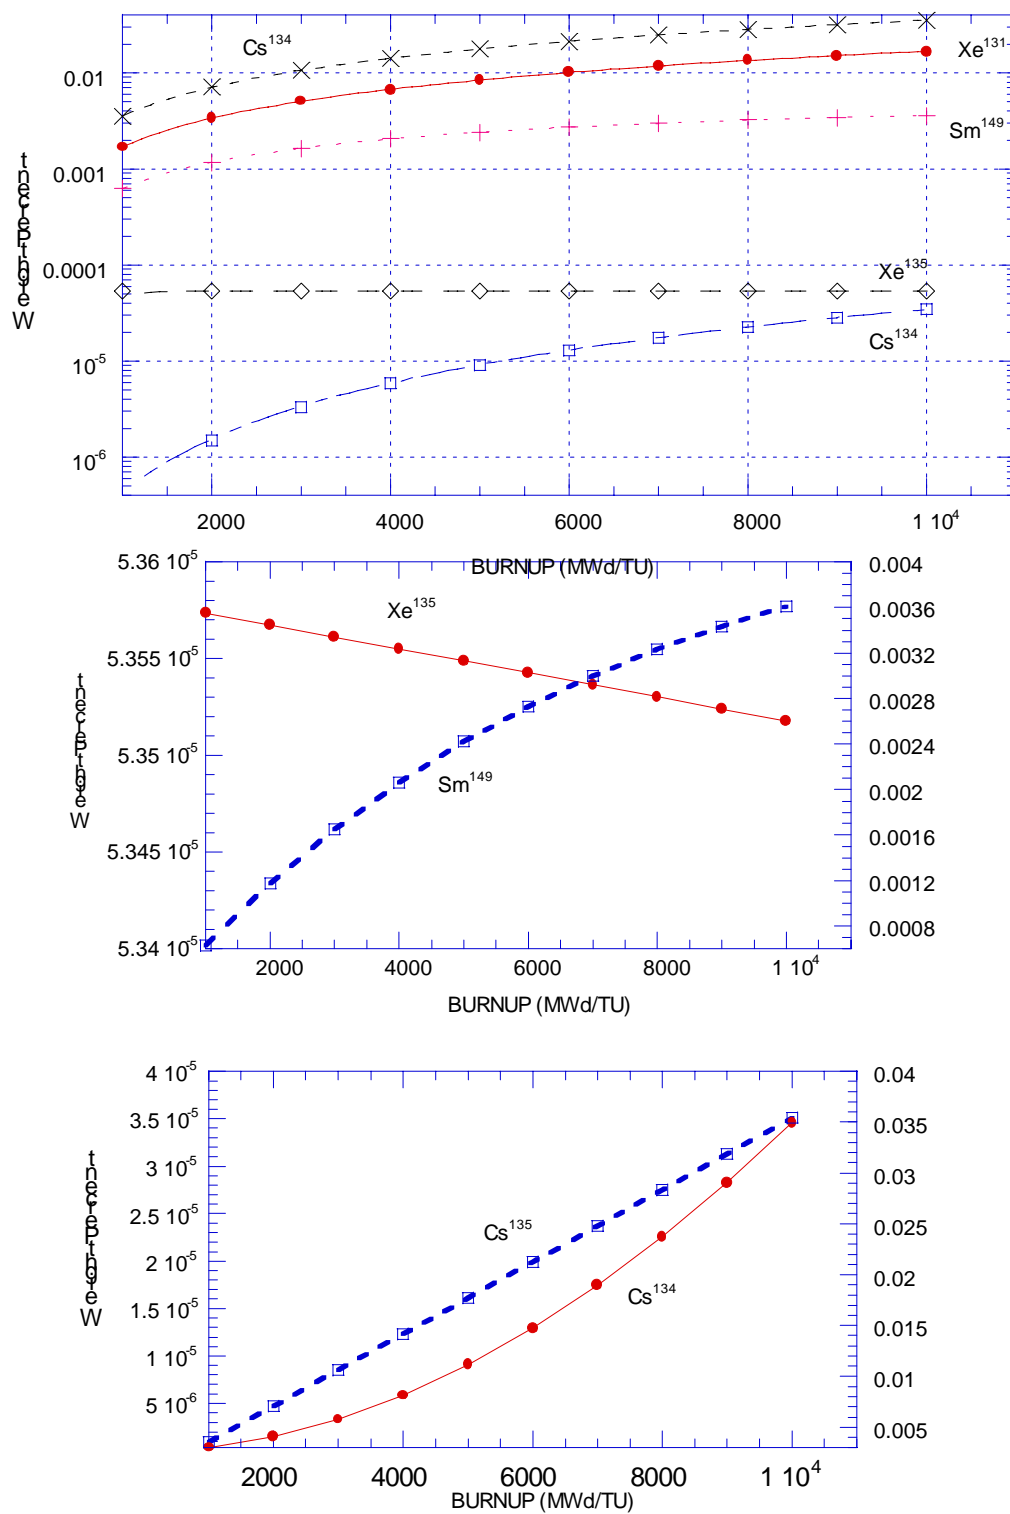 Cs134
Xe131
0.01
Sm149
0.001
0.0001
Xe135
Cs134
10-5
10-6
Weight Percent
2000 4000 6000 8000 1 104
BURNUP (MWd/TU)
5.36 10-5
0.004
Xe135
0.0036
5.355 10-5
0.0032
0.0028
5.35 10-5
0.0024
Sm149
0.002
0.0016
5.345 10-5
0.0012
0.0008
5.34 10-5
Weight Percent
2000 4000 6000 8000 1 104
BURNUP (MWd/TU)
4 10-5
0.04
3.5 10-5
0.035
3 10-5
0.03
2.5 10-5
Cs135
0.025
2 10-5
0.02
1.5 10-5
Cs134
0.015
1 10-5
0.01
5 10-6
0.005
Weight Percent
2000 4000 6000 8000 1 104
BURNUP (MWd/TU)